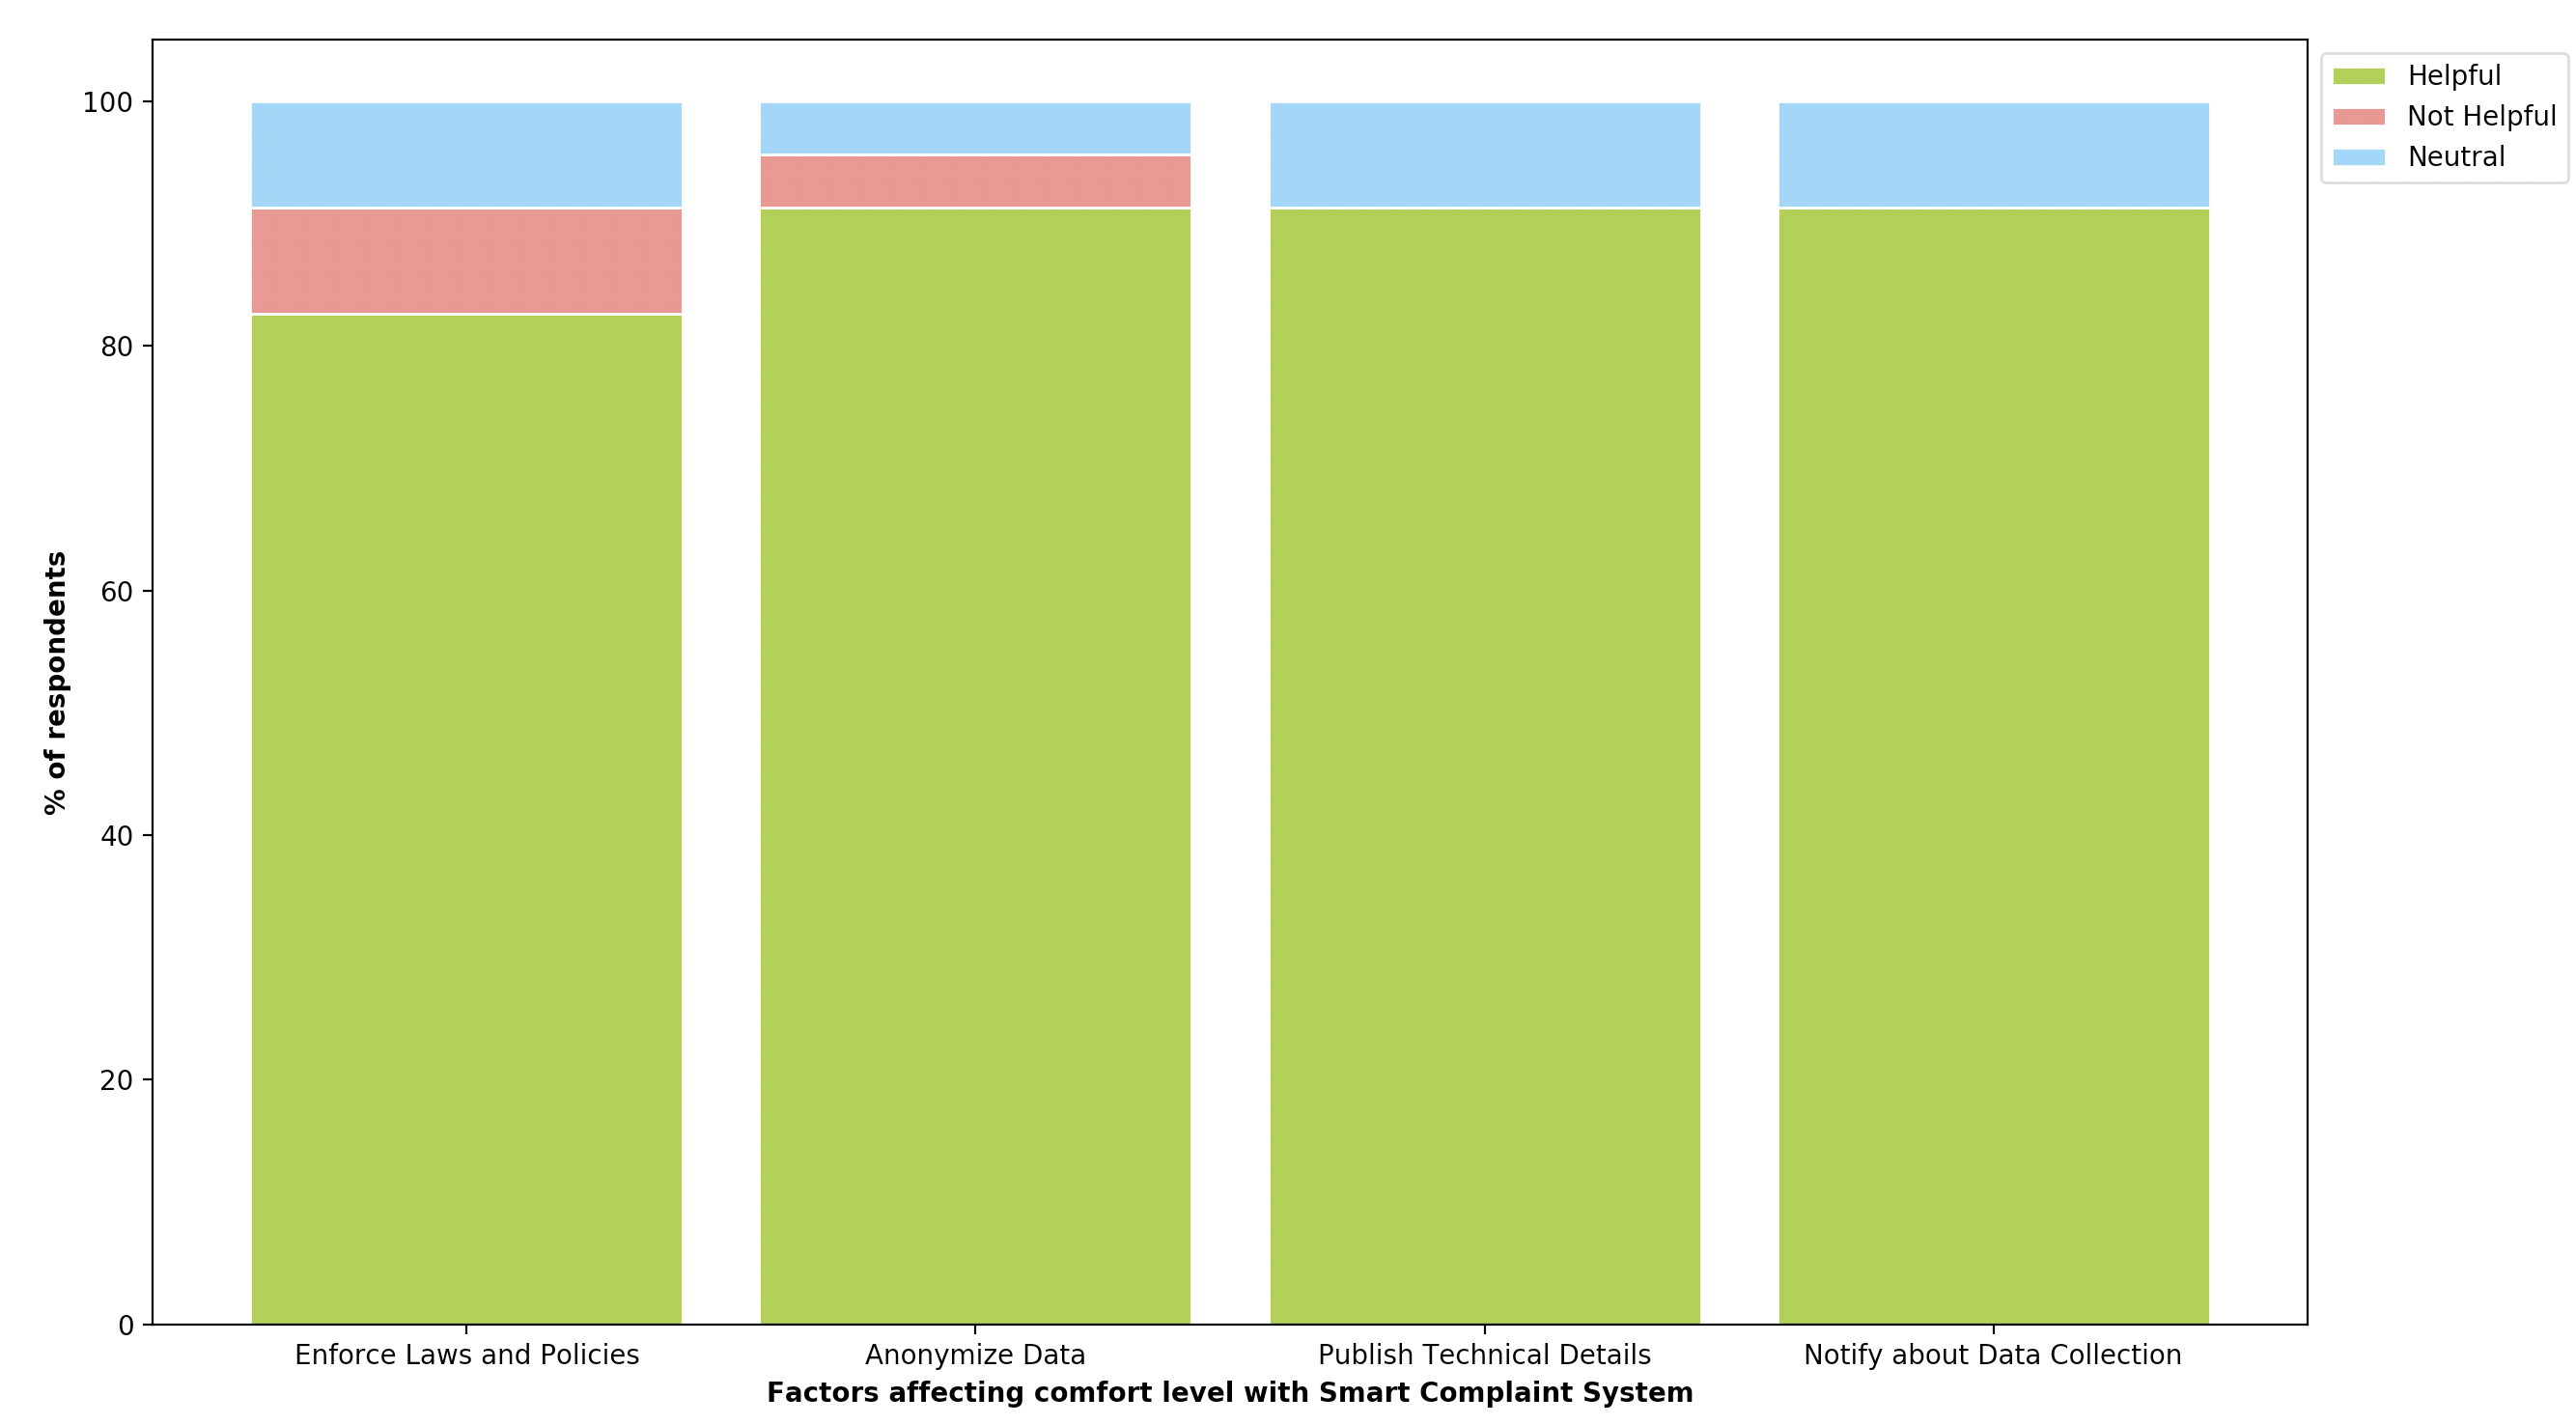 Helpful
Not Helpful
Neutral
% of respondents
100
80
60
40
20
0
Enforce Laws and Policies
Anonymize Data
Publish Technical Details
Notify about Data Collection
Factors affecting comfort level with Smart Complaint System